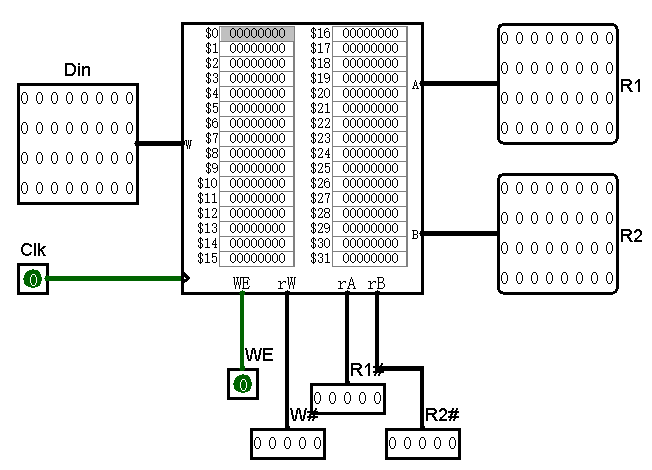 Din
0 0 0 0 0 0 0 0
0 0 0 0 0 0 0 0
0 0 0 0 0 0 0 0
0 0 0 0 0 0 0 0
Clk
0
$0 00000000 $16 00000000
$1 00000000 $17 00000000
$2 00000000 $18 00000000
$3 00000000 $19 00000000
$4 00000000 $20 00000000
$5 00000000 $21 00000000
$6 00000000 $22 00000000
$7 00000000 $23 00000000
$8 00000000 $24 00000000
$9 00000000 $25 00000000
$10 00000000 $26 00000000
$11 00000000 $27 00000000
$12 00000000 $28 00000000
$13 00000000 $29 00000000
$14 00000000 $30 00000000
$15 00000000 $31 00000000
W
A
B
WE rW rA rB
0 0 0 0 0 0 0 0
0 0 0 0 0 0 0 0
0 0 0 0 0 0 0 0
0 0 0 0 0 0 0 0
R1
0 0 0 0 0 0 0 0
0 0 0 0 0 0 0 0
0 0 0 0 0 0 0 0
0 0 0 0 0 0 0 0
R2
WE
0
R1#
0 0 0 0 0
W#
0 0 0 0 0
R2#
0 0 0 0 0